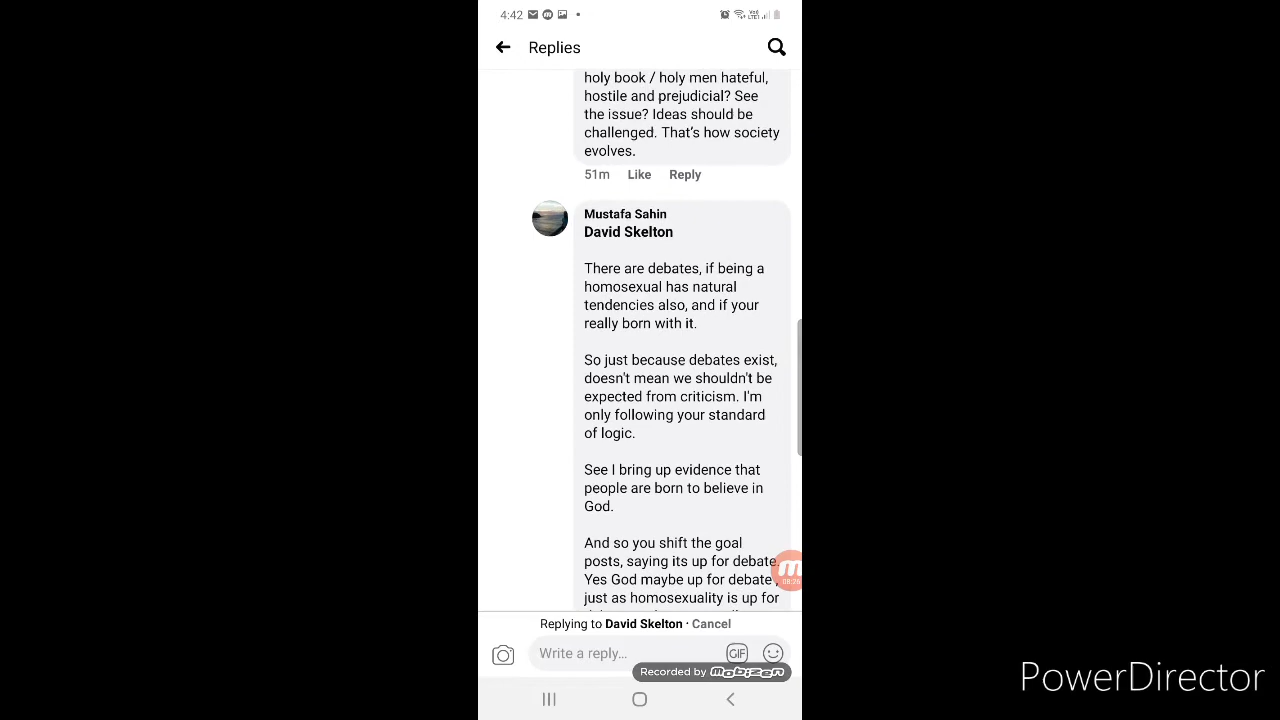 4:42
Replies
holy book / holy men hateful,
hostile and prejudicial? See
the issue? Ideas should be
challenged. That's how society
evolves.
51m Like Reply
Mustafa Sahin
David Skelton
There are debates, if being a
homosexual has natural
tendencies also, and if your
really born with it.
So just because debates exist,
doesn't mean we shouldn't be
expected from criticism. I'm
only following your standard
of logic.
See I bring up evidence that
people are born to believe in
God.
And so you shift the goal
posts, saying its up for debate.
Yes God maybe up for debate ,
just as homosexuality is up for
Replying to David Skelton · Cancel
Write a reply...
GIF
Recorded by Mobizen
PowerDirector